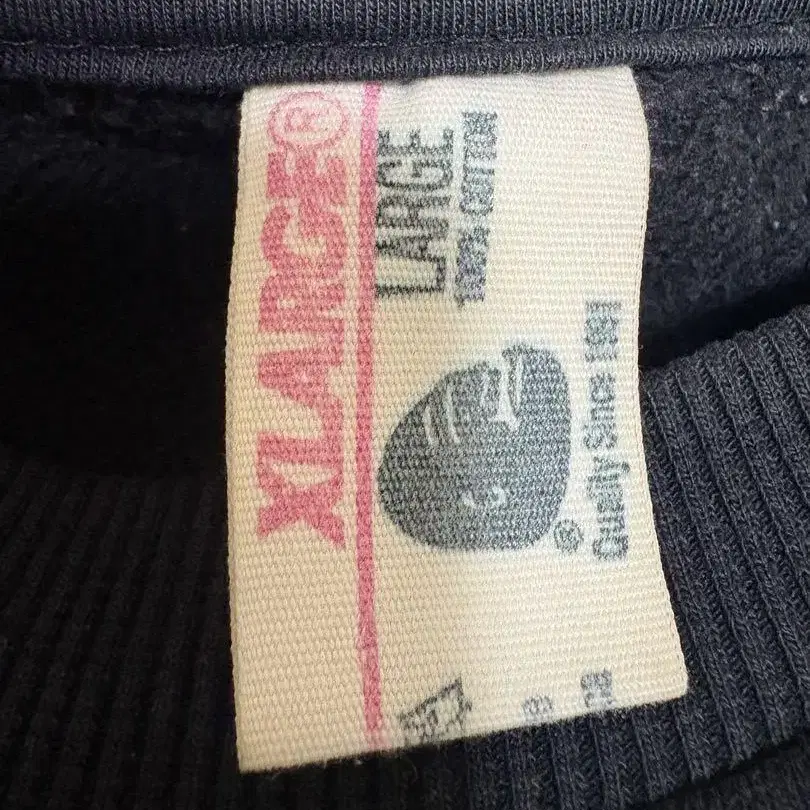 XLARGE®
LARGE
100% COTTON
®
Quality Since 1991